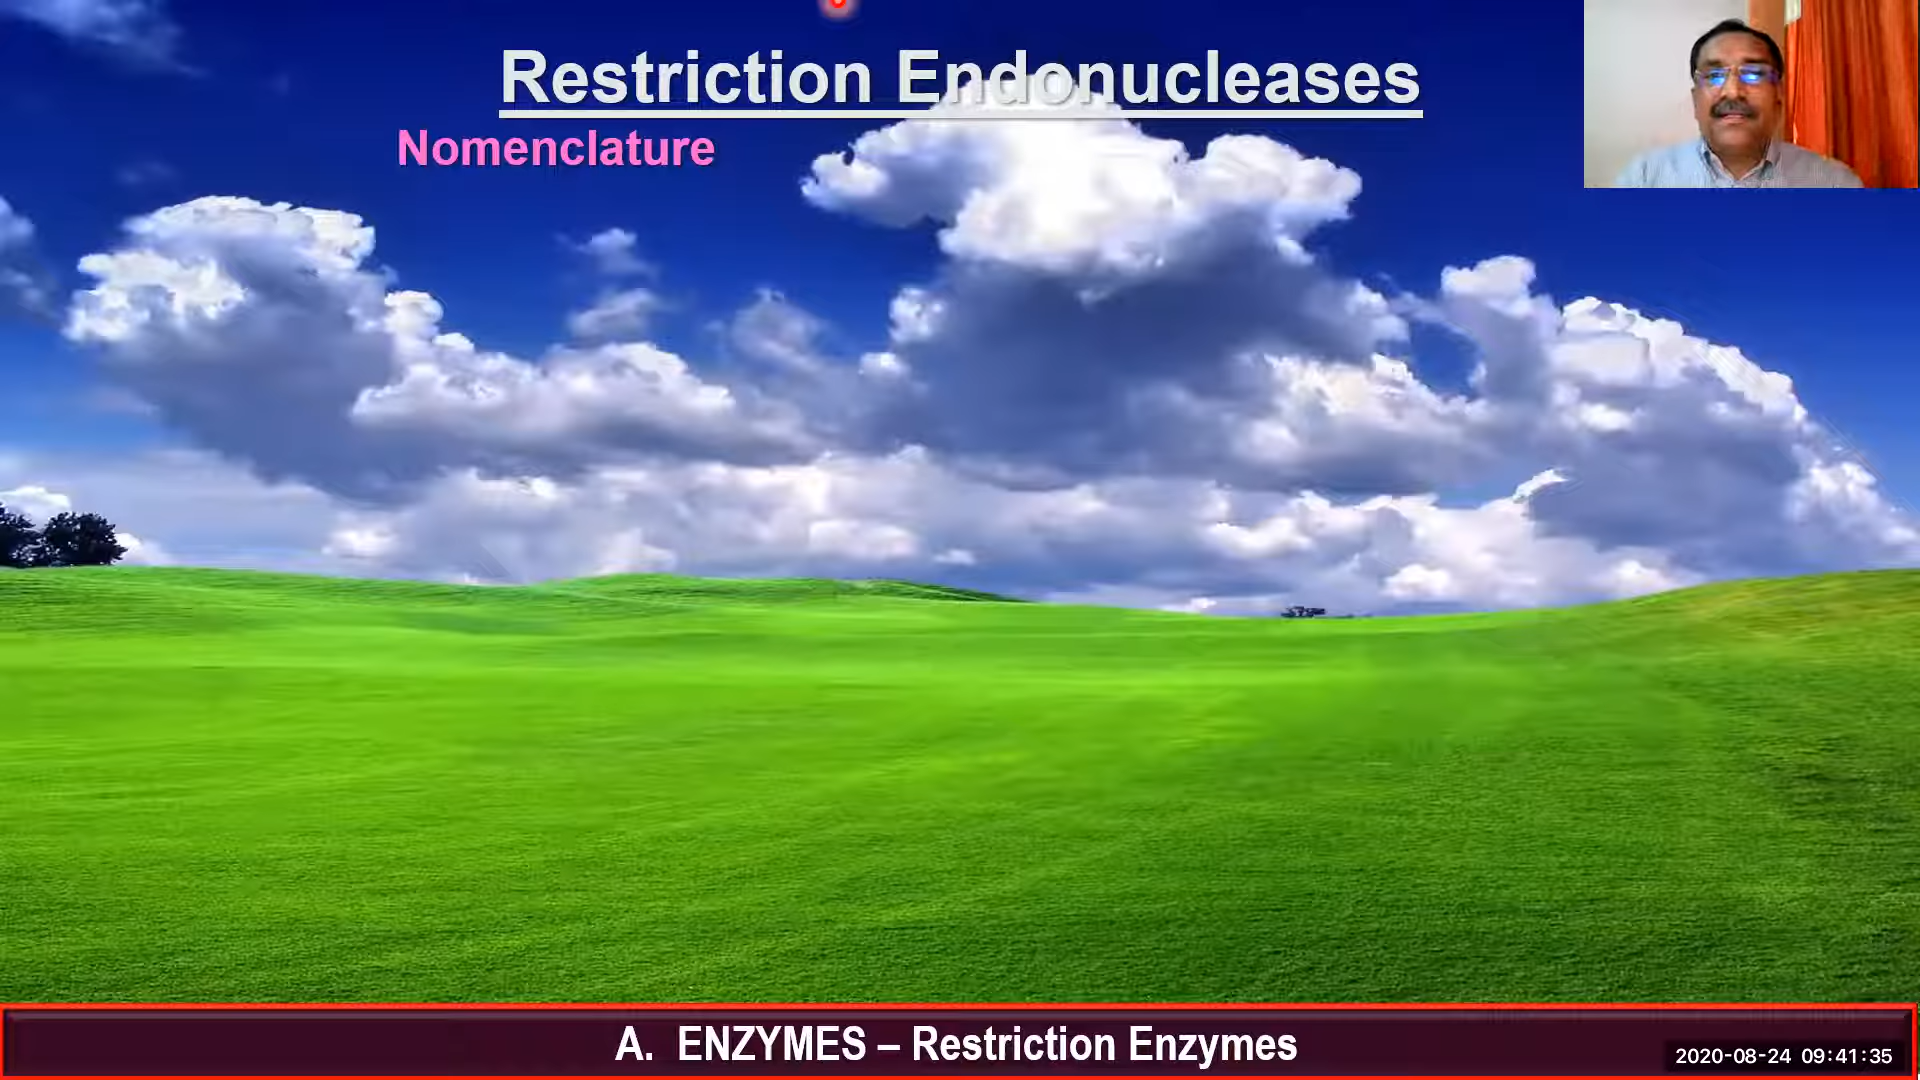 Restriction Endonucleases
Nomenclature
A. ENZYMES – Restriction Enzymes
2020-08-24 09:41:35